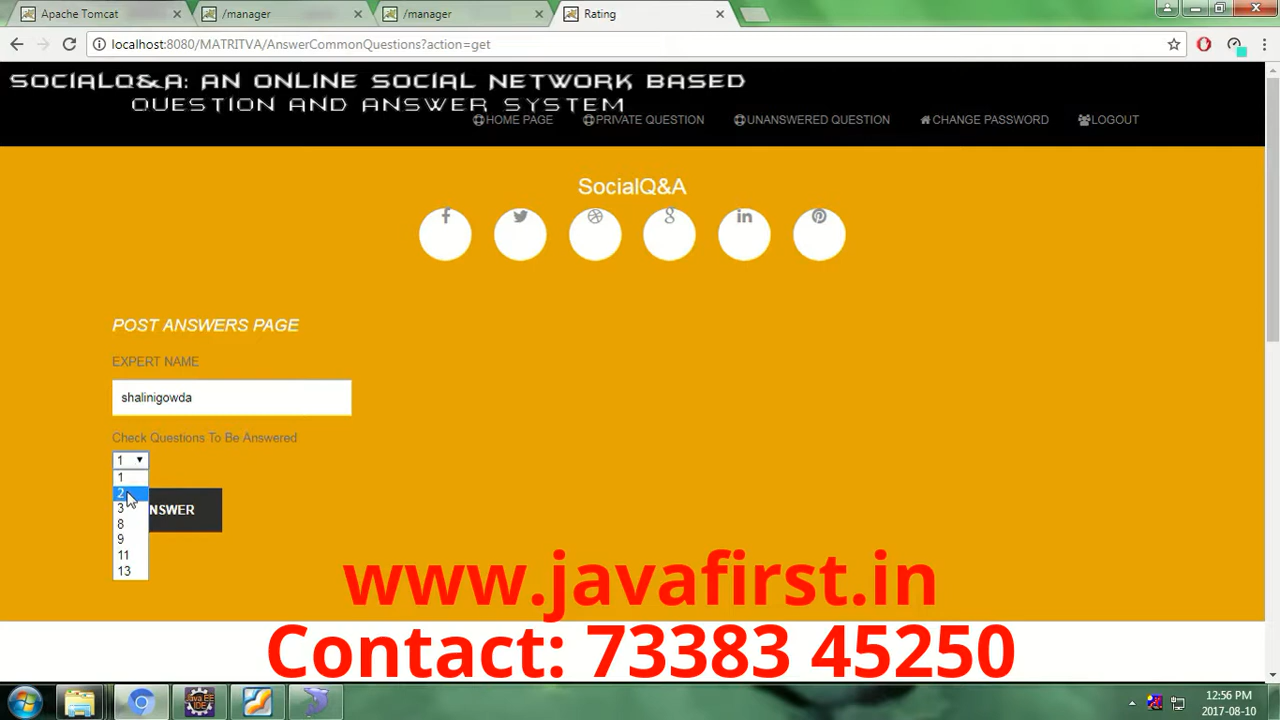 Apache Tomcat
/manager
/manager
Rating
localhost:8080/MATRITVA/AnswerCommonQuestions?action=get
SOCIALQ&A: AN ONLINE SOCIAL NETWORK BASED
QUESTION AND ANSWER SYSTEM
HOME PAGE
PRIVATE QUESTION
UNANSWERED QUESTION
CHANGE PASSWORD
LOGOUT
SocialQ&A
POST ANSWERS PAGE
EXPERT NAME
shalinigowda
Check Questions To Be Answered
1
1
2
3
8
9
11
13
NSWER
www.javafirst.in
Contact: 73383 45250
Java EE
IDE
12:56 PM
2017-08-10